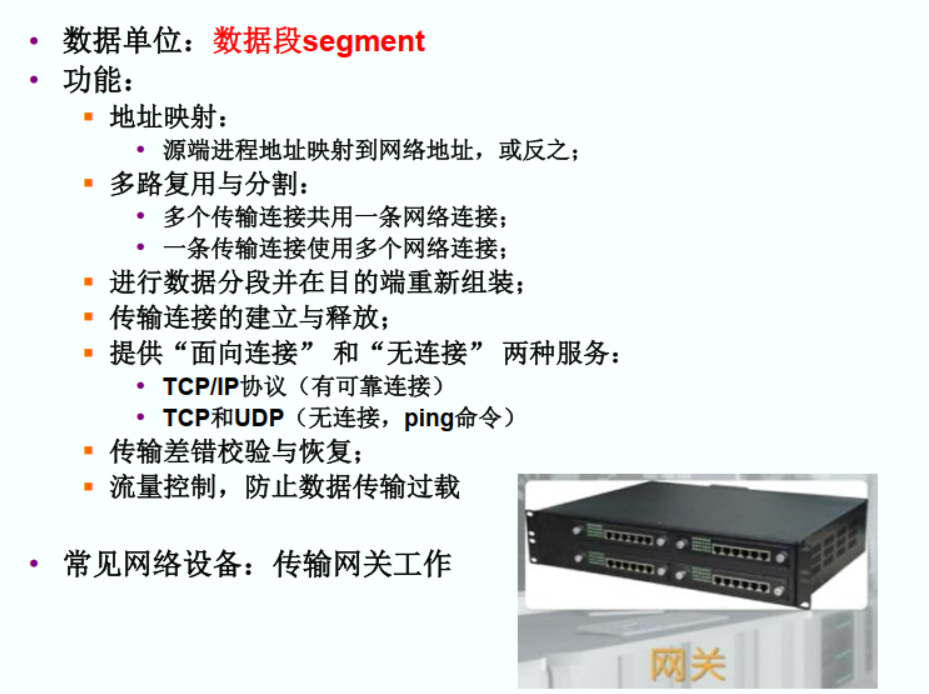 • 数据单位：数据段segment
• 功能：
▪ 地址映射：
• 源端进程地址映射到网络地址，或反之；
▪ 多路复用与分割：
• 多个传输连接共用一条网络连接；
• 一条传输连接使用多个网络连接；
▪ 进行数据分段并在目的端重新组装；
▪ 传输连接的建立与释放；
▪ 提供“面向连接” 和“无连接” 两种服务：
• TCP/IP协议（有可靠连接）
• TCP和UDP（无连接，ping命令）
▪ 传输差错校验与恢复；
▪ 流量控制，防止数据传输过载
• 常见网络设备：传输网关工作
网关